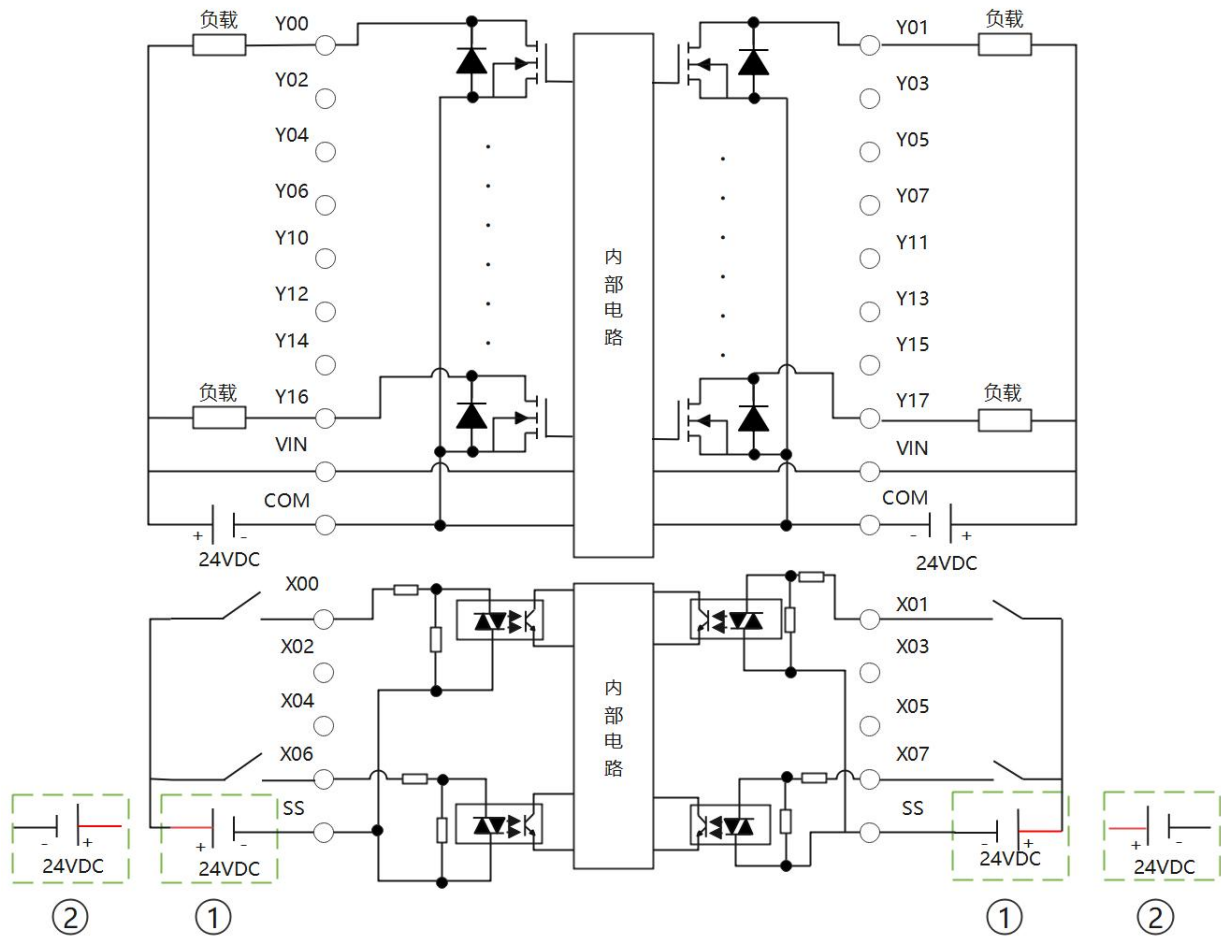 负载 Y00 Y01 负载
Y02 Y03
Y04 Y05
Y06 Y07
Y10 Y11
内部电路
Y12 Y13
Y14 Y15
负载 Y16 Y17 负载
VIN VIN
COM COM
+ - - +
24VDC 24VDC
X00 X01
X02 X03
内部电路
X04 X05
X06 X07
SS SS
- + + - - + + -
24VDC 24VDC 24VDC 24VDC
② ① ① ②